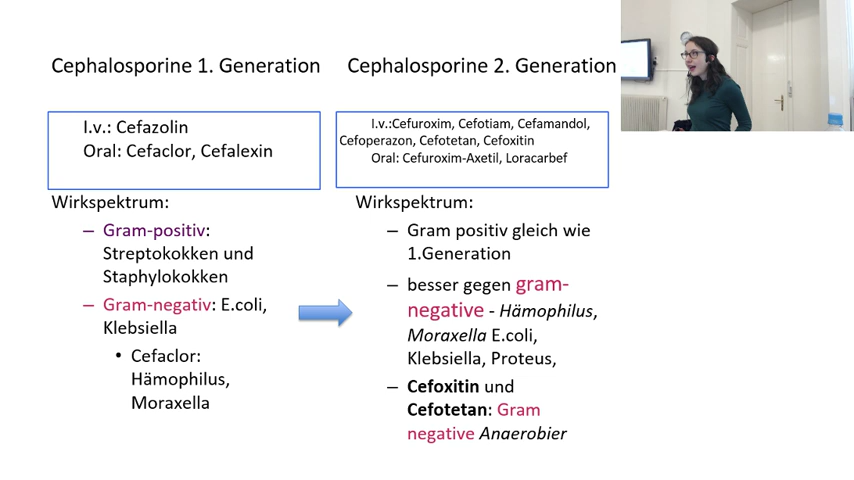 Cephalosporine 1. Generation
I.v.: Cefazolin
Oral: Cefaclor, Cefalexin
Wirkspektrum:
– Gram-positiv:
Streptokokken und
Staphylokokken
– Gram-negativ: E.coli,
Klebsiella
• Cefaclor:
Hämophilus,
Moraxella
Cephalosporine 2. Generation
I.v.:Cefuroxim, Cefotiam, Cefamandol,
Cefoperazon, Cefotetan, Cefoxitin
Oral: Cefuroxim-Axetil, Loracarbef
Wirkspektrum:
– Gram positiv gleich wie
1.Generation
– besser gegen gram-
negative - Hämophilus,
Moraxella E.coli,
Klebsiella, Proteus,
– Cefoxitin und
Cefotetan: Gram
negative Anaerobier